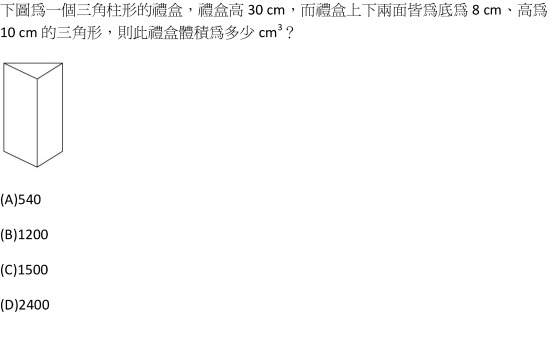 下圖爲一個三角柱形的禮盒，禮盒高 30 cm，而禮盒上下兩面皆爲底爲 8 cm、高爲
10 cm 的三角形，則此禮盒體積爲多少 cm³？
(A)540
(B)1200
(C)1500
(D)2400